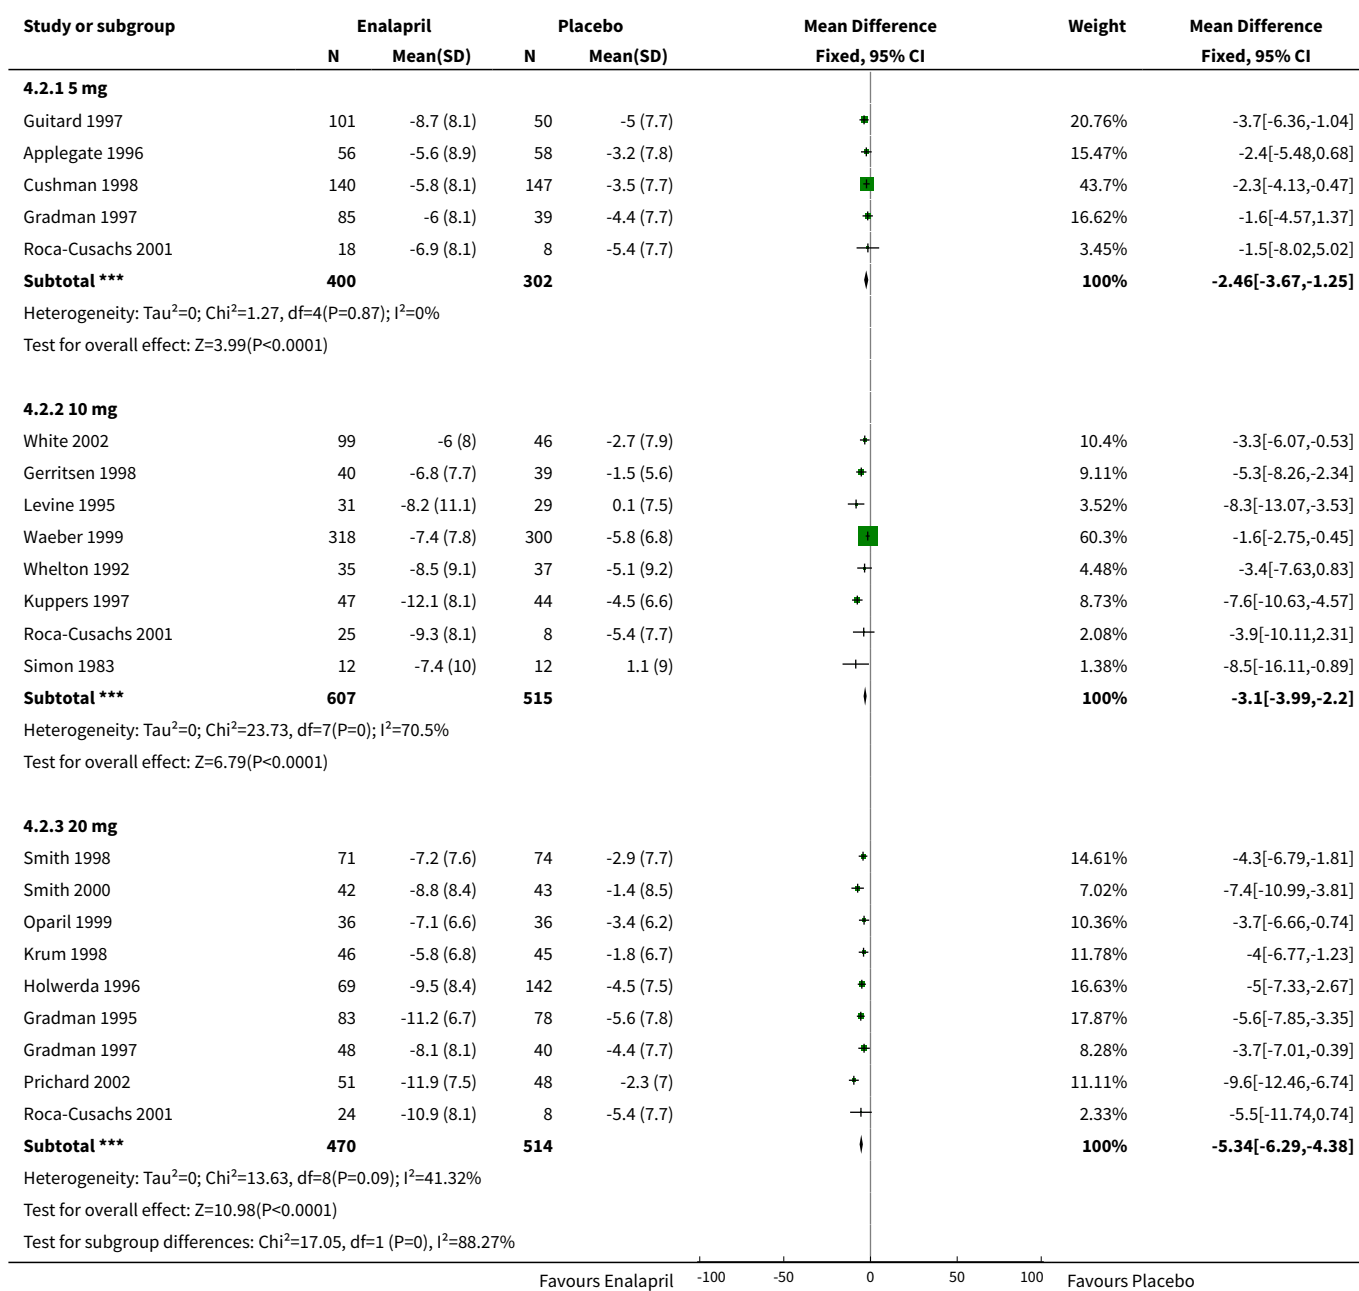 Study or subgroup Enalapril Placebo Mean Difference Weight Mean Difference
N Mean(SD) N Mean(SD) Fixed, 95% CI Fixed, 95% CI
4.2.1 5 mg
Guitard 1997 101 -8.7 (8.1) 50 -5 (7.7) 20.76% -3.7[-6.36,-1.04]
Applegate 1996 56 -5.6 (8.9) 58 -3.2 (7.8) 15.47% -2.4[-5.48,0.68]
Cushman 1998 140 -5.8 (8.1) 147 -3.5 (7.7) 43.7% -2.3[-4.13,-0.47]
Gradman 1997 85 -6 (8.1) 39 -4.4 (7.7) 16.62% -1.6[-4.57,1.37]
Roca-Cusachs 2001 18 -6.9 (8.1) 8 -5.4 (7.7) 3.45% -1.5[-8.02,5.02]
Subtotal *** 400 302 100% -2.46[-3.67,-1.25]
Heterogeneity: Tau²=0; Chi²=1.27, df=4(P=0.87); I²=0%
Test for overall effect: Z=3.99(P<0.0001)
4.2.2 10 mg
White 2002 99 -6 (8) 46 -2.7 (7.9) 10.4% -3.3[-6.07,-0.53]
Gerritsen 1998 40 -6.8 (7.7) 39 -1.5 (5.6) 9.11% -5.3[-8.26,-2.34]
Levine 1995 31 -8.2 (11.1) 29 0.1 (7.5) 3.52% -8.3[-13.07,-3.53]
Waeber 1999 318 -7.4 (7.8) 300 -5.8 (6.8) 60.3% -1.6[-2.75,-0.45]
Whelton 1992 35 -8.5 (9.1) 37 -5.1 (9.2) 4.48% -3.4[-7.63,0.83]
Kuppers 1997 47 -12.1 (8.1) 44 -4.5 (6.6) 8.73% -7.6[-10.63,-4.57]
Roca-Cusachs 2001 25 -9.3 (8.1) 8 -5.4 (7.7) 2.08% -3.9[-10.11,2.31]
Simon 1983 12 -7.4 (10) 12 1.1 (9) 1.38% -8.5[-16.11,-0.89]
Subtotal *** 607 515 100% -3.1[-3.99,-2.2]
Heterogeneity: Tau²=0; Chi²=23.73, df=7(P=0); I²=70.5%
Test for overall effect: Z=6.79(P<0.0001)
4.2.3 20 mg
Smith 1998 71 -7.2 (7.6) 74 -2.9 (7.7) 14.61% -4.3[-6.79,-1.81]
Smith 2000 42 -8.8 (8.4) 43 -1.4 (8.5) 7.02% -7.4[-10.99,-3.81]
Oparil 1999 36 -7.1 (6.6) 36 -3.4 (6.2) 10.36% -3.7[-6.66,-0.74]
Krum 1998 46 -5.8 (6.8) 45 -1.8 (6.7) 11.78% -4[-6.77,-1.23]
Holwerda 1996 69 -9.5 (8.4) 142 -4.5 (7.5) 16.63% -5[-7.33,-2.67]
Gradman 1995 83 -11.2 (6.7) 78 -5.6 (7.8) 17.87% -5.6[-7.85,-3.35]
Gradman 1997 48 -8.1 (8.1) 40 -4.4 (7.7) 8.28% -3.7[-7.01,-0.39]
Prichard 2002 51 -11.9 (7.5) 48 -2.3 (7) 11.11% -9.6[-12.46,-6.74]
Roca-Cusachs 2001 24 -10.9 (8.1) 8 -5.4 (7.7) 2.33% -5.5[-11.74,0.74]
Subtotal *** 470 514 100% -5.34[-6.29,-4.38]
Heterogeneity: Tau²=0; Chi²=13.63, df=8(P=0.09); I²=41.32%
Test for overall effect: Z=10.98(P<0.0001)
Test for subgroup differences: Chi²=17.05, df=1 (P=0), I²=88.27%
Favours Enalapril -100 -50 0 50 100 Favours Placebo